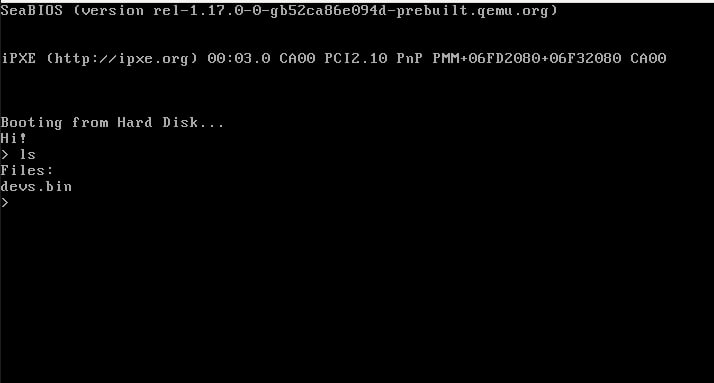 SeaBIOS (version rel-1.17.0-0-gb52ca86e094d-prebuilt.qemu.org)
iPXE (http://ipxe.org) 00:03.0 CA00 PCI2.10 PnP PMM+06FD2080+06F32080 CA00
Booting from Hard Disk...
Hi!
> ls
Files:
devs.bin
>